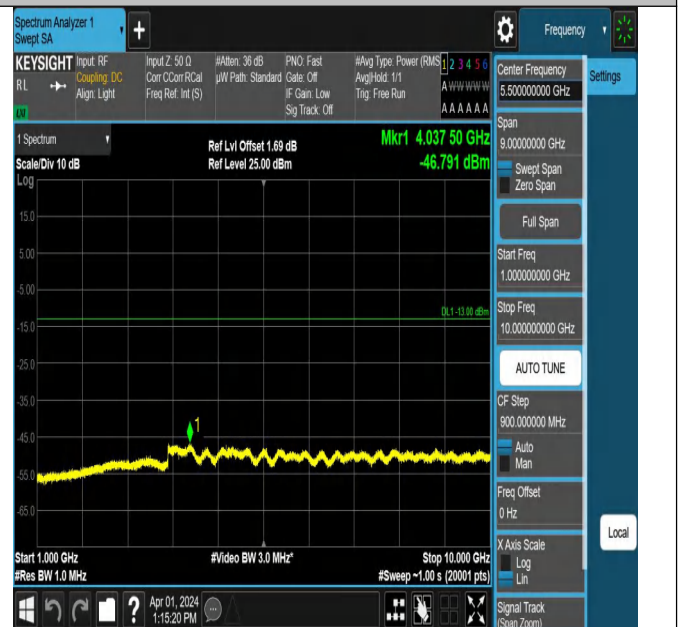 Spectrum Analyzer 1
Swept SA
+
Frequency
KEYSIGHT
RL
LXI
Input: RF
Coupling: DC
Align: Light
Input Z: 50 Ω
Corr CCorr RCal
Freq Ref: Int (S)
#Atten: 36 dB
µW Path: Standard
PNO: Fast
Gate: Off
IF Gain: Low
Sig Track: Off
#Avg Type: Power (RMS
Avg|Hold: 1/1
Trig: Free Run
1 2 3 4 5 6
A W W W W W
A A A A A A
1 Spectrum
Scale/Div 10 dB
Log
Ref Lvl Offset 1.69 dB
Ref Level 25.00 dBm
Mkr1 4.037 50 GHz
-46.791 dBm
15.0
5.00
-5.00
-15.0
-25.0
-35.0
-45.0
-55.0
-65.0
DL1 -13.00 dBm
1
Start 1.000 GHz
#Res BW 1.0 MHz
#Video BW 3.0 MHz*
Stop 10.000 GHz
#Sweep ~1.00 s (20001 pts)
?
Apr 01, 2024
1:15:20 PM
Center Frequency
5.500000000 GHz
Settings
Span
9.00000000 GHz
Swept Span
Zero Span
Full Span
Start Freq
1.000000000 GHz
Stop Freq
10.000000000 GHz
AUTO TUNE
CF Step
900.000000 MHz
Auto
Man
Freq Offset
0 Hz
X Axis Scale
Log
Lin
Local
Signal Track
(Span Zoom)